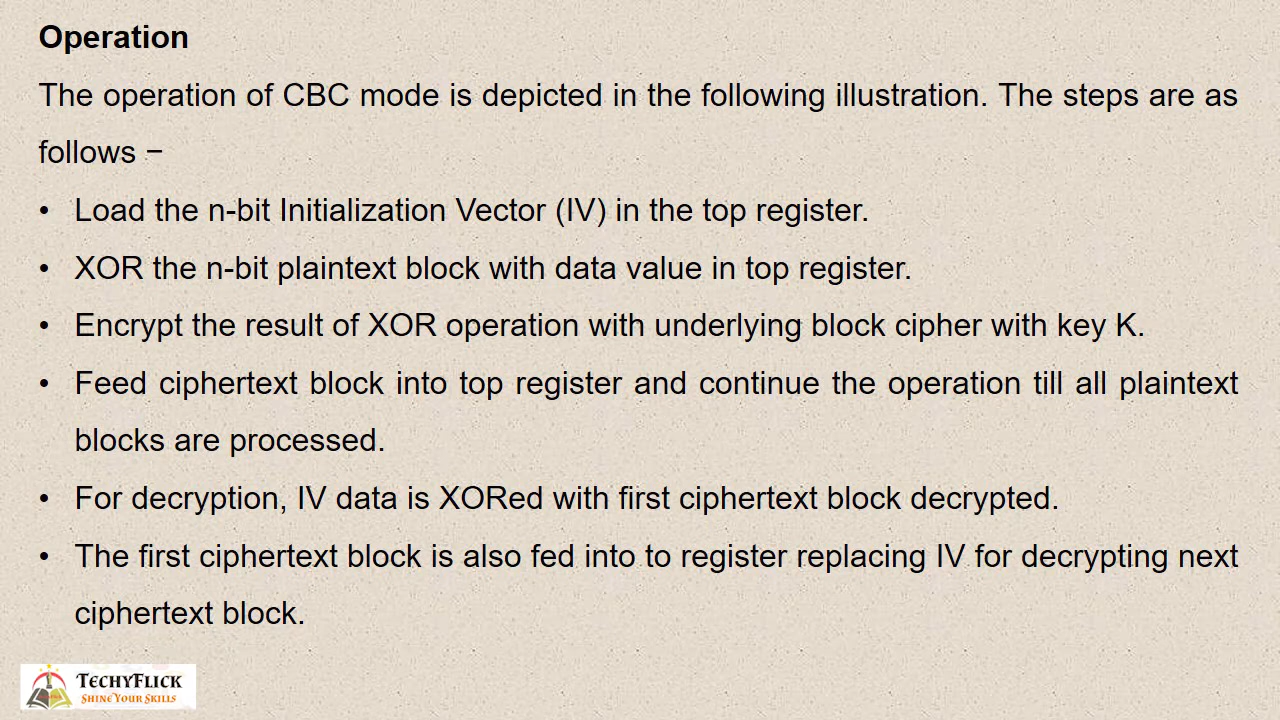 Operation
The operation of CBC mode is depicted in the following illustration. The steps are as
follows −
• Load the n-bit Initialization Vector (IV) in the top register.
• XOR the n-bit plaintext block with data value in top register.
• Encrypt the result of XOR operation with underlying block cipher with key K.
• Feed ciphertext block into top register and continue the operation till all plaintext
blocks are processed.
• For decryption, IV data is XORed with first ciphertext block decrypted.
• The first ciphertext block is also fed into to register replacing IV for decrypting next
ciphertext block.
TechyFlick
Shine Your Skills